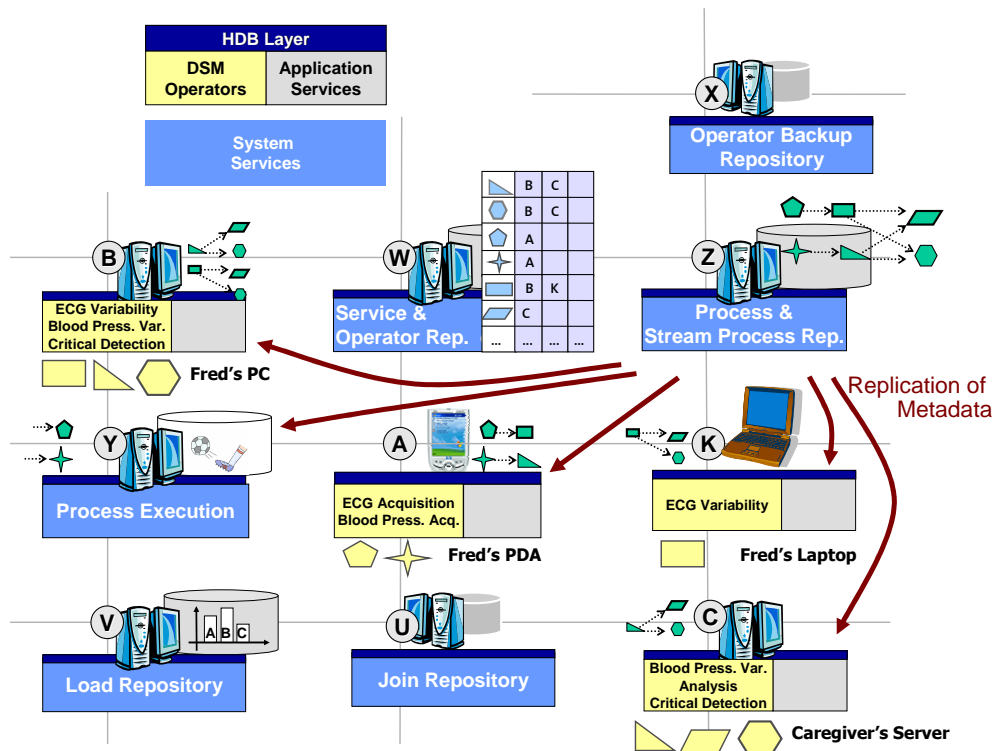 HDB Layer
DSM
Operators
Application
Services
System
Services
X
Operator Backup
Repository
B C
B C
A
A
B K
C
... ... ... ...
B
ECG Variability
Blood Press. Var.
Critical Detection
Fred's PC
W
Service &
Operator Rep.
Z
Process &
Stream Process Rep.
Replication of
Metadata
Y
Process Execution
A
ECG Acquisition
Blood Press. Acq.
Fred's PDA
K
ECG Variability
Fred's Laptop
V
A B C
Load Repository
U
Join Repository
C
Blood Press. Var.
Analysis
Critical Detection
Caregiver's Server